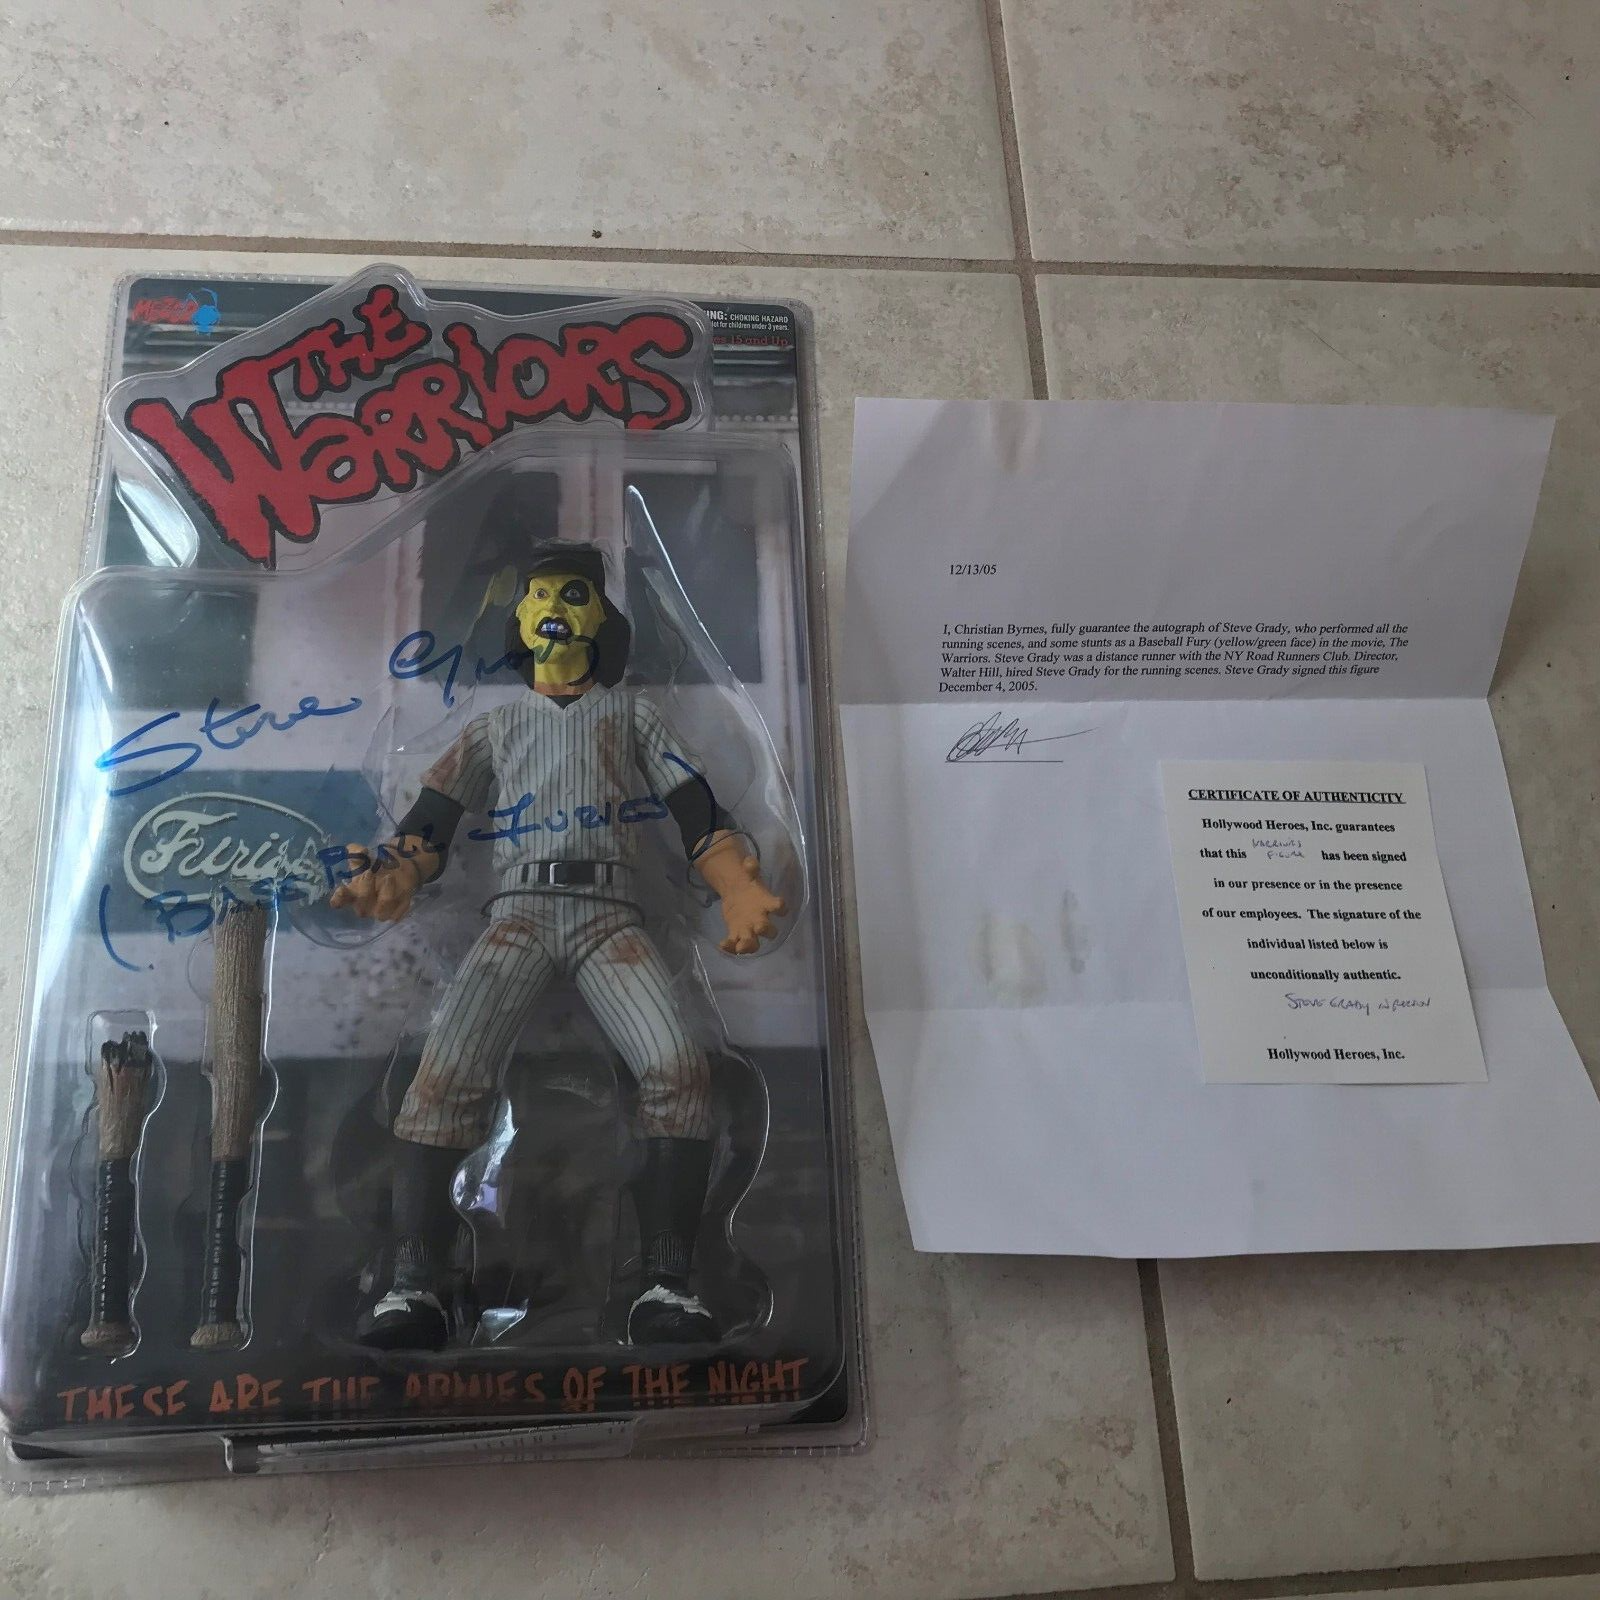 MEZCO
WARNING: CHOKING HAZARD
Not for children under 3 years.
Ages 15 and Up
THE
WARRIORS
Steve Grady
Furies
(BASEBALL FURIES)
THESE ARE THE ARMIES OF THE NIGHT
12/13/05
I, Christian Byrnes, fully guarantee the autograph of Steve Grady, who performed all the
running scenes, and some stunts as a Baseball Fury (yellow/green face) in the movie, The
Warriors. Steve Grady was a distance runner with the NY Road Runners Club. Director,
Walter Hill, hired Steve Grady for the running scenes. Steve Grady signed this figure
December 4, 2005.
CERTIFICATE OF AUTHENTICITY
Hollywood Heroes, Inc. guarantees
that this WARRIORS FIGURE has been signed
in our presence or in the presence
of our employees. The signature of the
individual listed below is
unconditionally authentic.
STEVE GRADY
Hollywood Heroes, Inc.